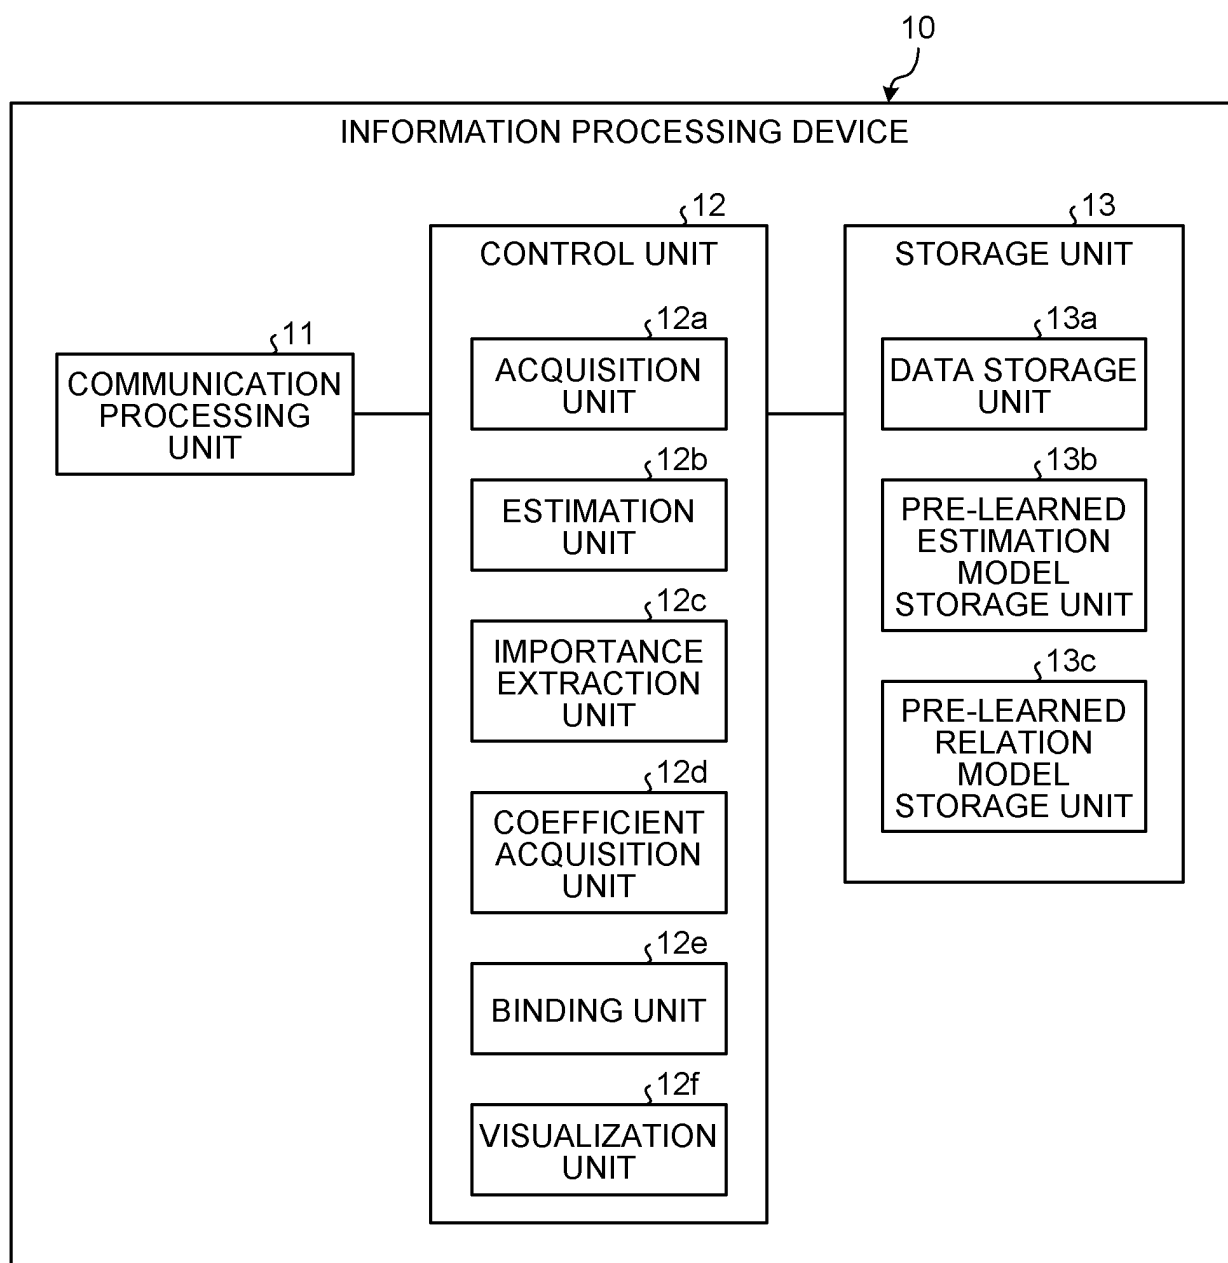 10
INFORMATION PROCESSING DEVICE
11
COMMUNICATION
PROCESSING
UNIT
12
CONTROL UNIT
12a
ACQUISITION
UNIT
12b
ESTIMATION
UNIT
12c
IMPORTANCE
EXTRACTION
UNIT
12d
COEFFICIENT
ACQUISITION
UNIT
12e
BINDING UNIT
12f
VISUALIZATION
UNIT
13
STORAGE UNIT
13a
DATA STORAGE
UNIT
13b
PRE-LEARNED
ESTIMATION
MODEL
STORAGE UNIT
13c
PRE-LEARNED
RELATION
MODEL
STORAGE UNIT